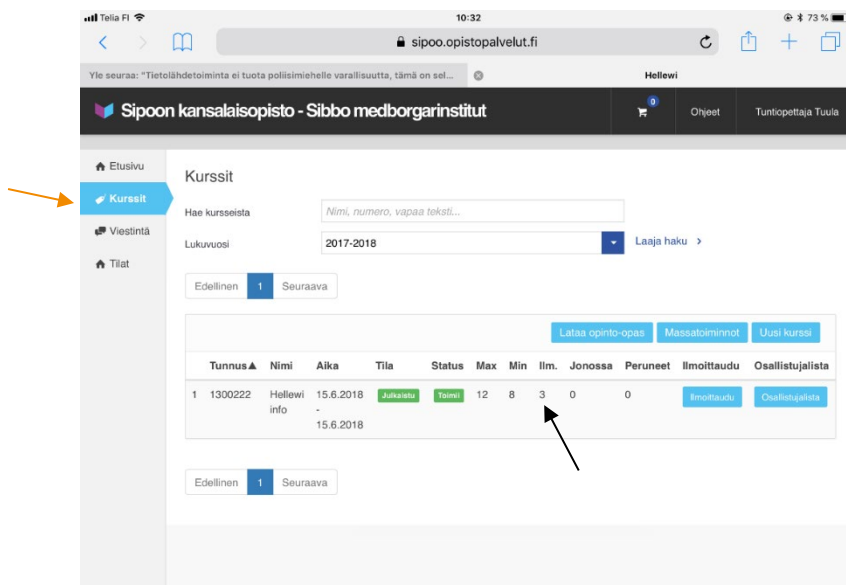 Telia FI 10:32 73 %
sipoo.opistopalvelut.fi
Yle seuraa: "Tietolähdetoiminta ei tuota poliisimiehelle varallisuutta, tämä on sel... Hellewi
Sipoon kansalaisopisto - Sibbo medborgarinstitut 0 Ohjeet Tuntiopettaja Tuula
Etusivu
Kurssit
Viestintä
Tilat
Kurssit
Hae kursseista Nimi, numero, vapaa teksti...
Lukuvuosi 2017-2018 Laaja haku >
Edellinen 1 Seuraava
Lataa opinto-opas Massatoiminnot Uusi kurssi
Tunnus▲ Nimi Aika Tila Status Max Min Ilm. Jonossa Peruneet Ilmoittaudu Osallistujalista
1 1300222 Hellewi info 15.6.2018 - 15.6.2018 Julkaistu Toimii 12 8 3 0 0 Ilmoittaudu Osallistujalista
Edellinen 1 Seuraava